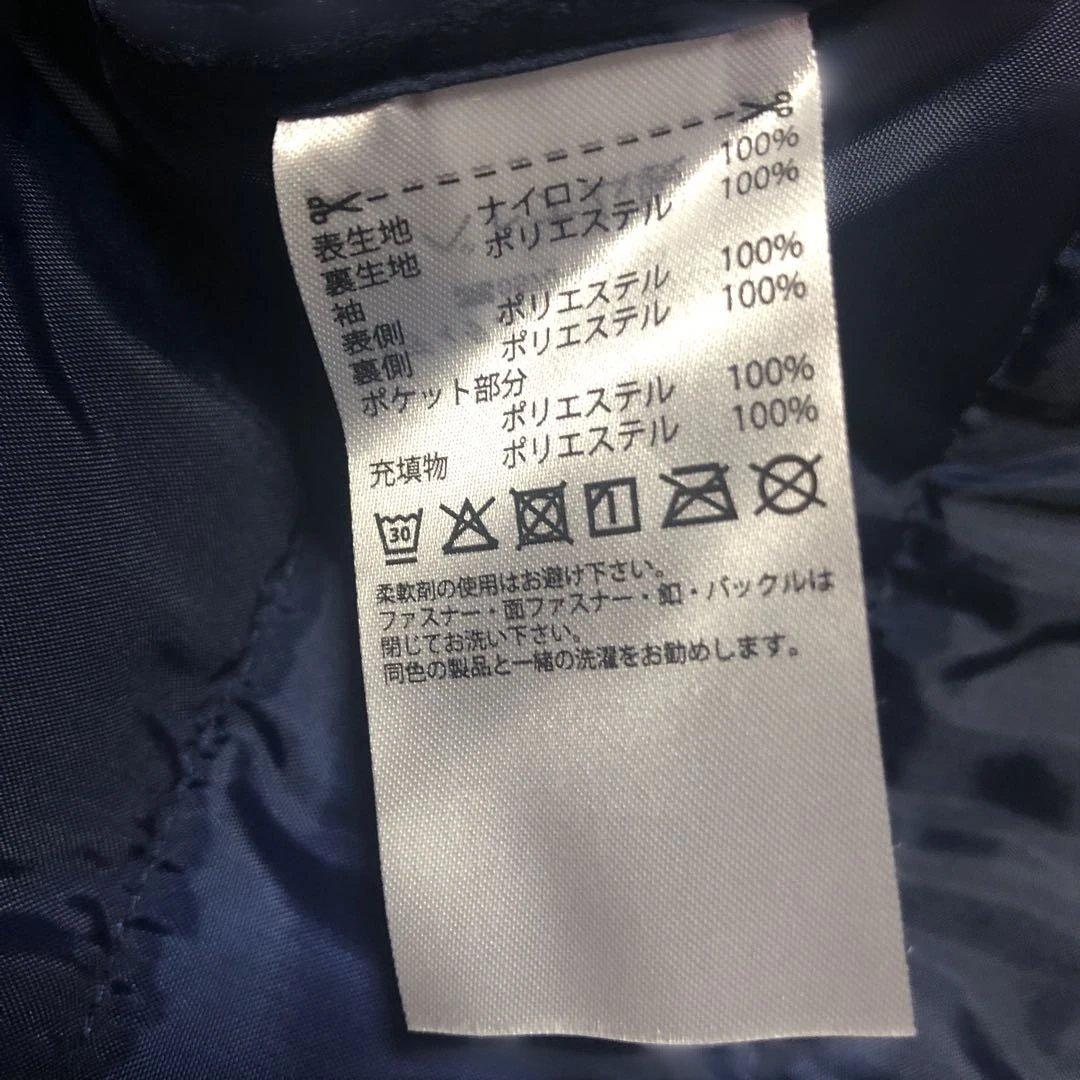 表生地 ナイロン 100%
裏生地 ポリエステル 100%
袖
表側 ポリエステル 100%
裏側 ポリエステル 100%
ポケット部分
ポリエステル 100%
充填物 ポリエステル 100%
30
柔軟剤の使用はお避け下さい。
ファスナー・面ファスナー・釦・バックルは
閉じてお洗い下さい。
同色の製品と一緒の洗濯をお勧めします。